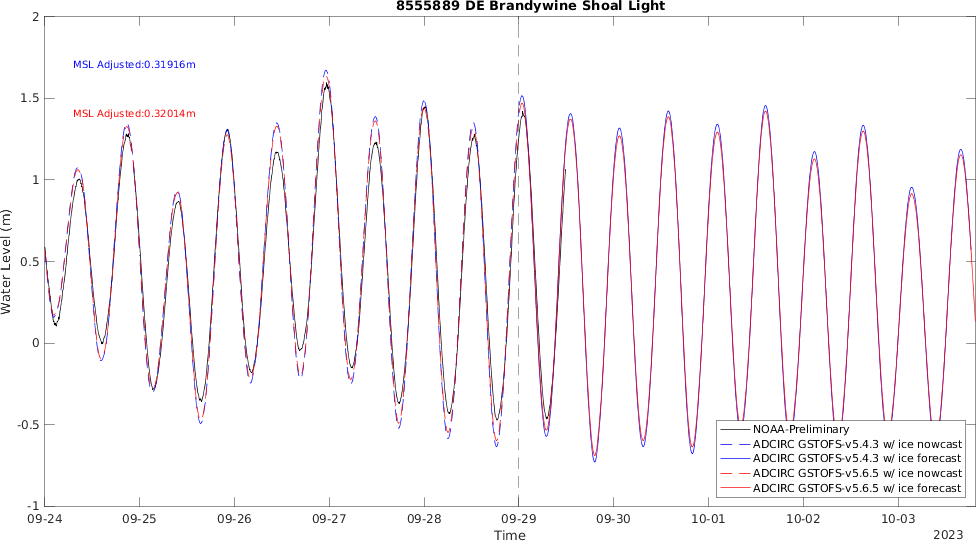 8555889 DE Brandywine Shoal Light
MSL Adjusted:0.31916m
MSL Adjusted:0.32014m
Water Level (m)
2
1.5
1
0.5
0
-0.5
-1
NOAA-Preliminary
ADCIRC GSTOFS-v5.4.3 w/ ice nowcast
ADCIRC GSTOFS-v5.4.3 w/ ice forecast
ADCIRC GSTOFS-v5.6.5 w/ ice nowcast
ADCIRC GSTOFS-v5.6.5 w/ ice forecast
09-24 09-25 09-26 09-27 09-28 09-29 09-30 10-01 10-02 10-03
Time
2023